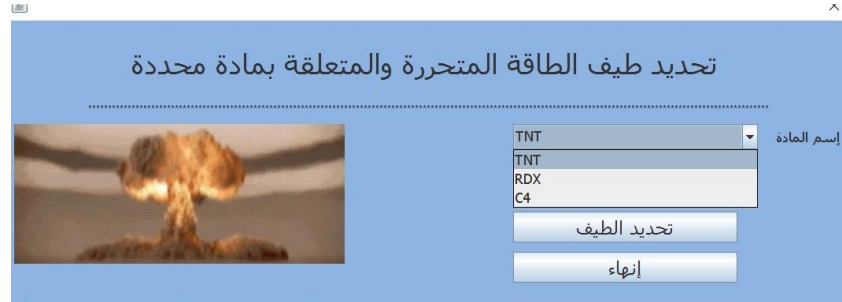 تحديد طيف الطاقة المتحررة والمتعلقة بمادة محددة
إسم المادة
TNT
TNT
RDX
C4
تحديد الطيف
إنهاء